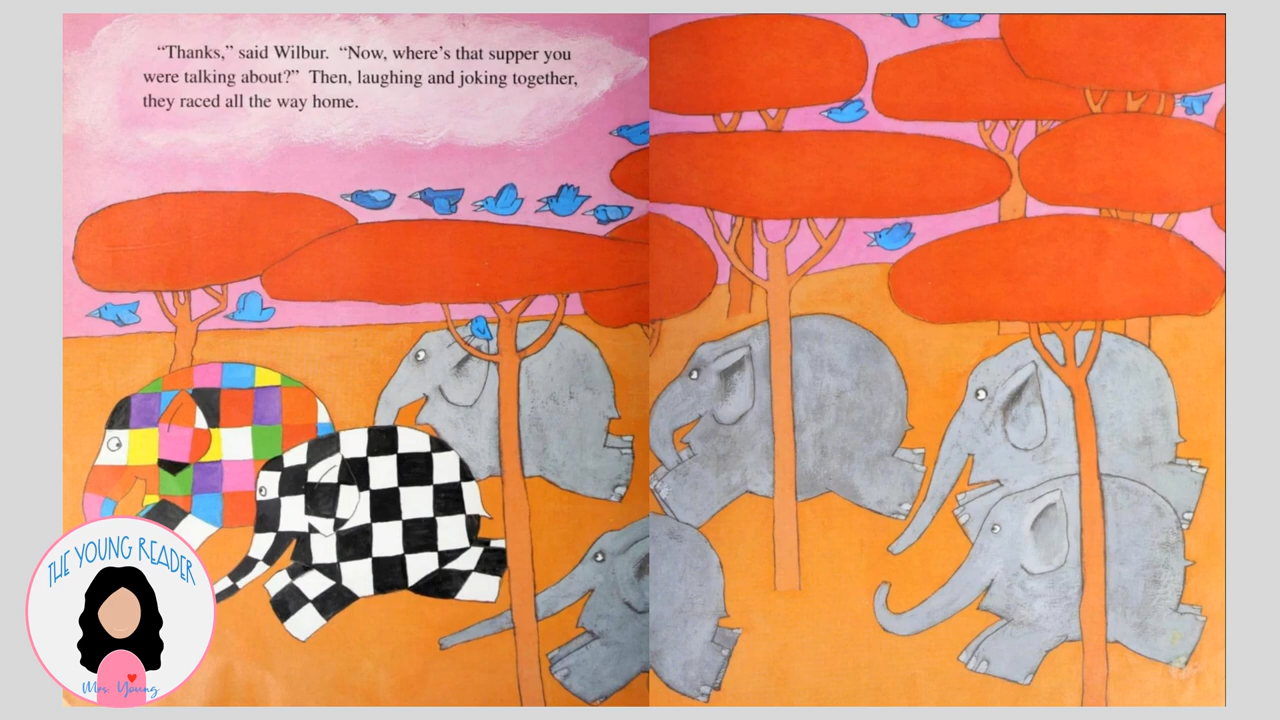 “Thanks,” said Wilbur. “Now, where’s that supper you
were talking about?” Then, laughing and joking together,
they raced all the way home.
THE YOUNG READER
Mrs. Young